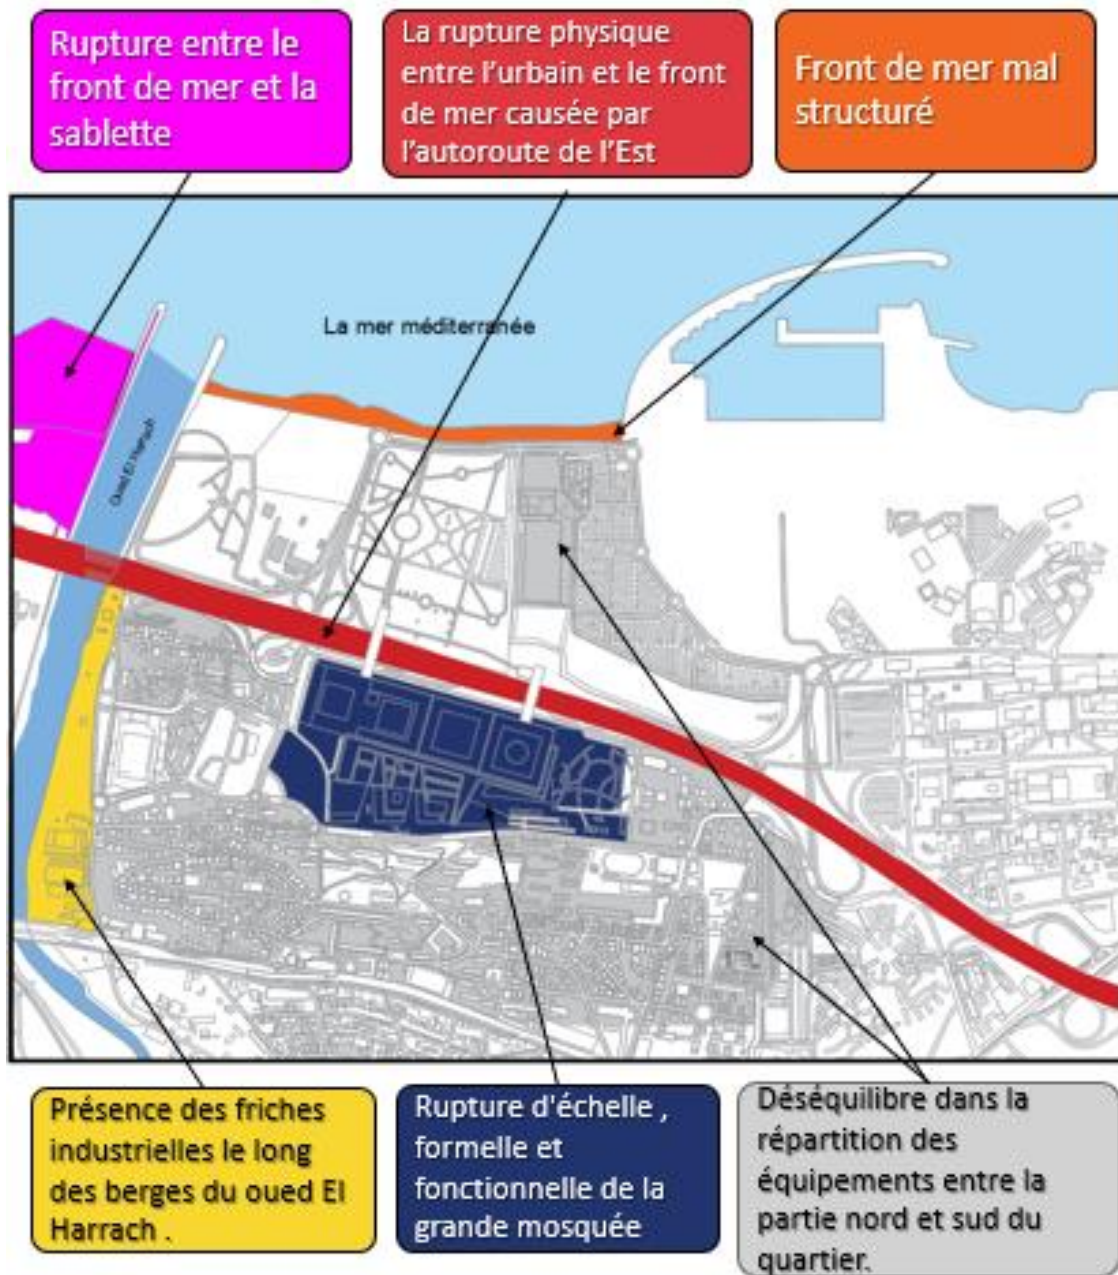 Rupture entre le
front de mer et la
sablette
La rupture physique
entre l'urbain et le front
de mer causée par
l'autoroute de l'Est
Front de mer mal
structuré
La mer méditerranée
Oued El Harrach
Présence des friches
industrielles le long
des berges du oued El
Harrach .
Rupture d'échelle ,
formelle et
fonctionnelle de la
grande mosquée
Déséquilibre dans la
répartition des
équipements entre la
partie nord et sud du
quartier.